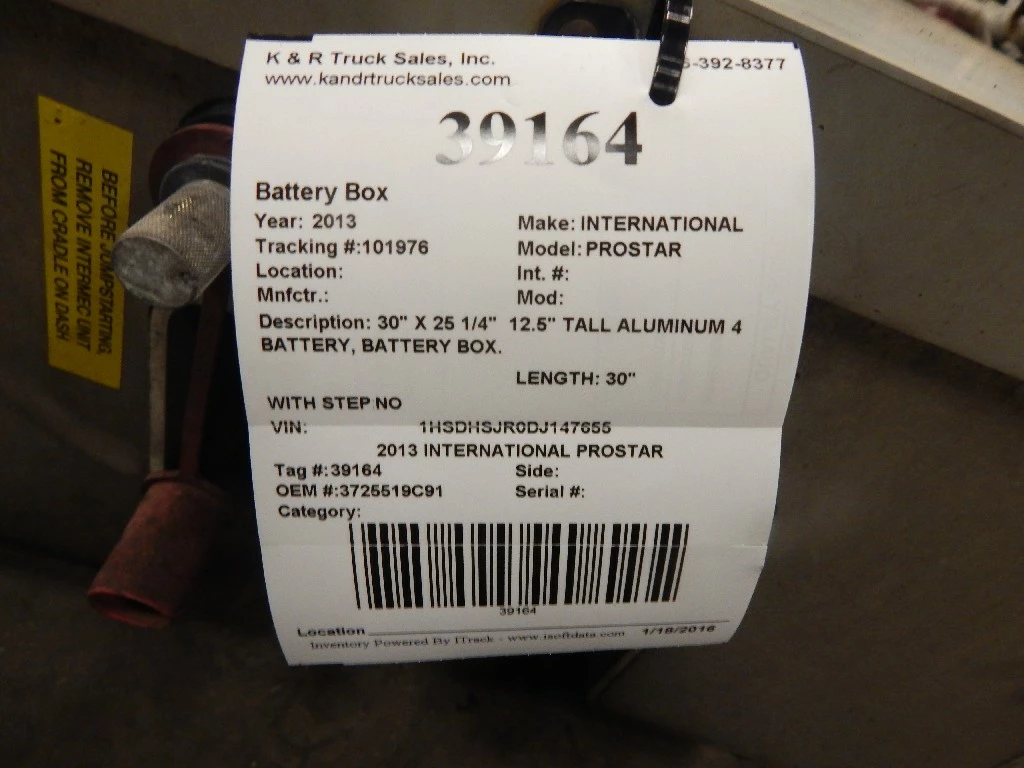 K & R Truck Sales, Inc.
-392-8377
www.kandrtrucksales.com
39164
Battery Box
Year: 2013 Make: INTERNATIONAL
Tracking #:101976 Model: PROSTAR
Location: Int. #:
Mnfctr.: Mod:
Description: 30" X 25 1/4" 12.5" TALL ALUMINUM 4
BATTERY, BATTERY BOX.
LENGTH: 30"
WITH STEP NO
VIN: 1HSDHSJR0DJ147655
2013 INTERNATIONAL PROSTAR
Tag #:39164 Side:
OEM #:3725519C91 Serial #:
Category:
39164
Location 1/18/2016
Inventory Powered By ITrack - www.isoftdata.com
BEFORE JUMPSTARTING,
REMOVE INTERMEC UNIT
FROM CRADLE ON DASH